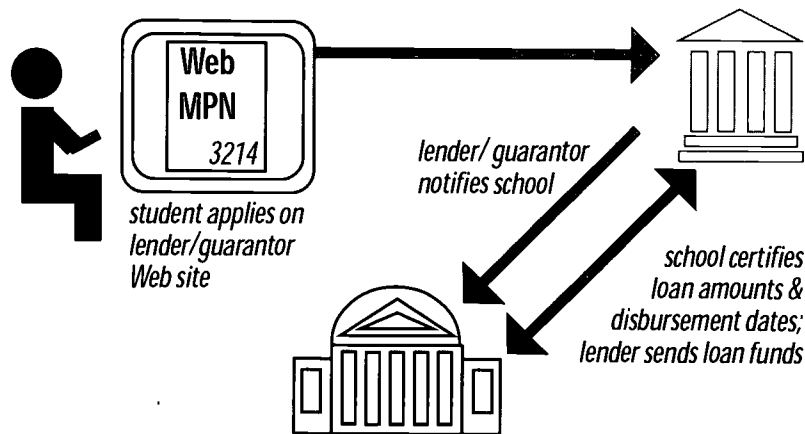 Web
MPN
3214
student applies on
lender/guarantor
Web site
lender/ guarantor
notifies school
school certifies
loan amounts &
disbursement dates;
lender sends loan funds